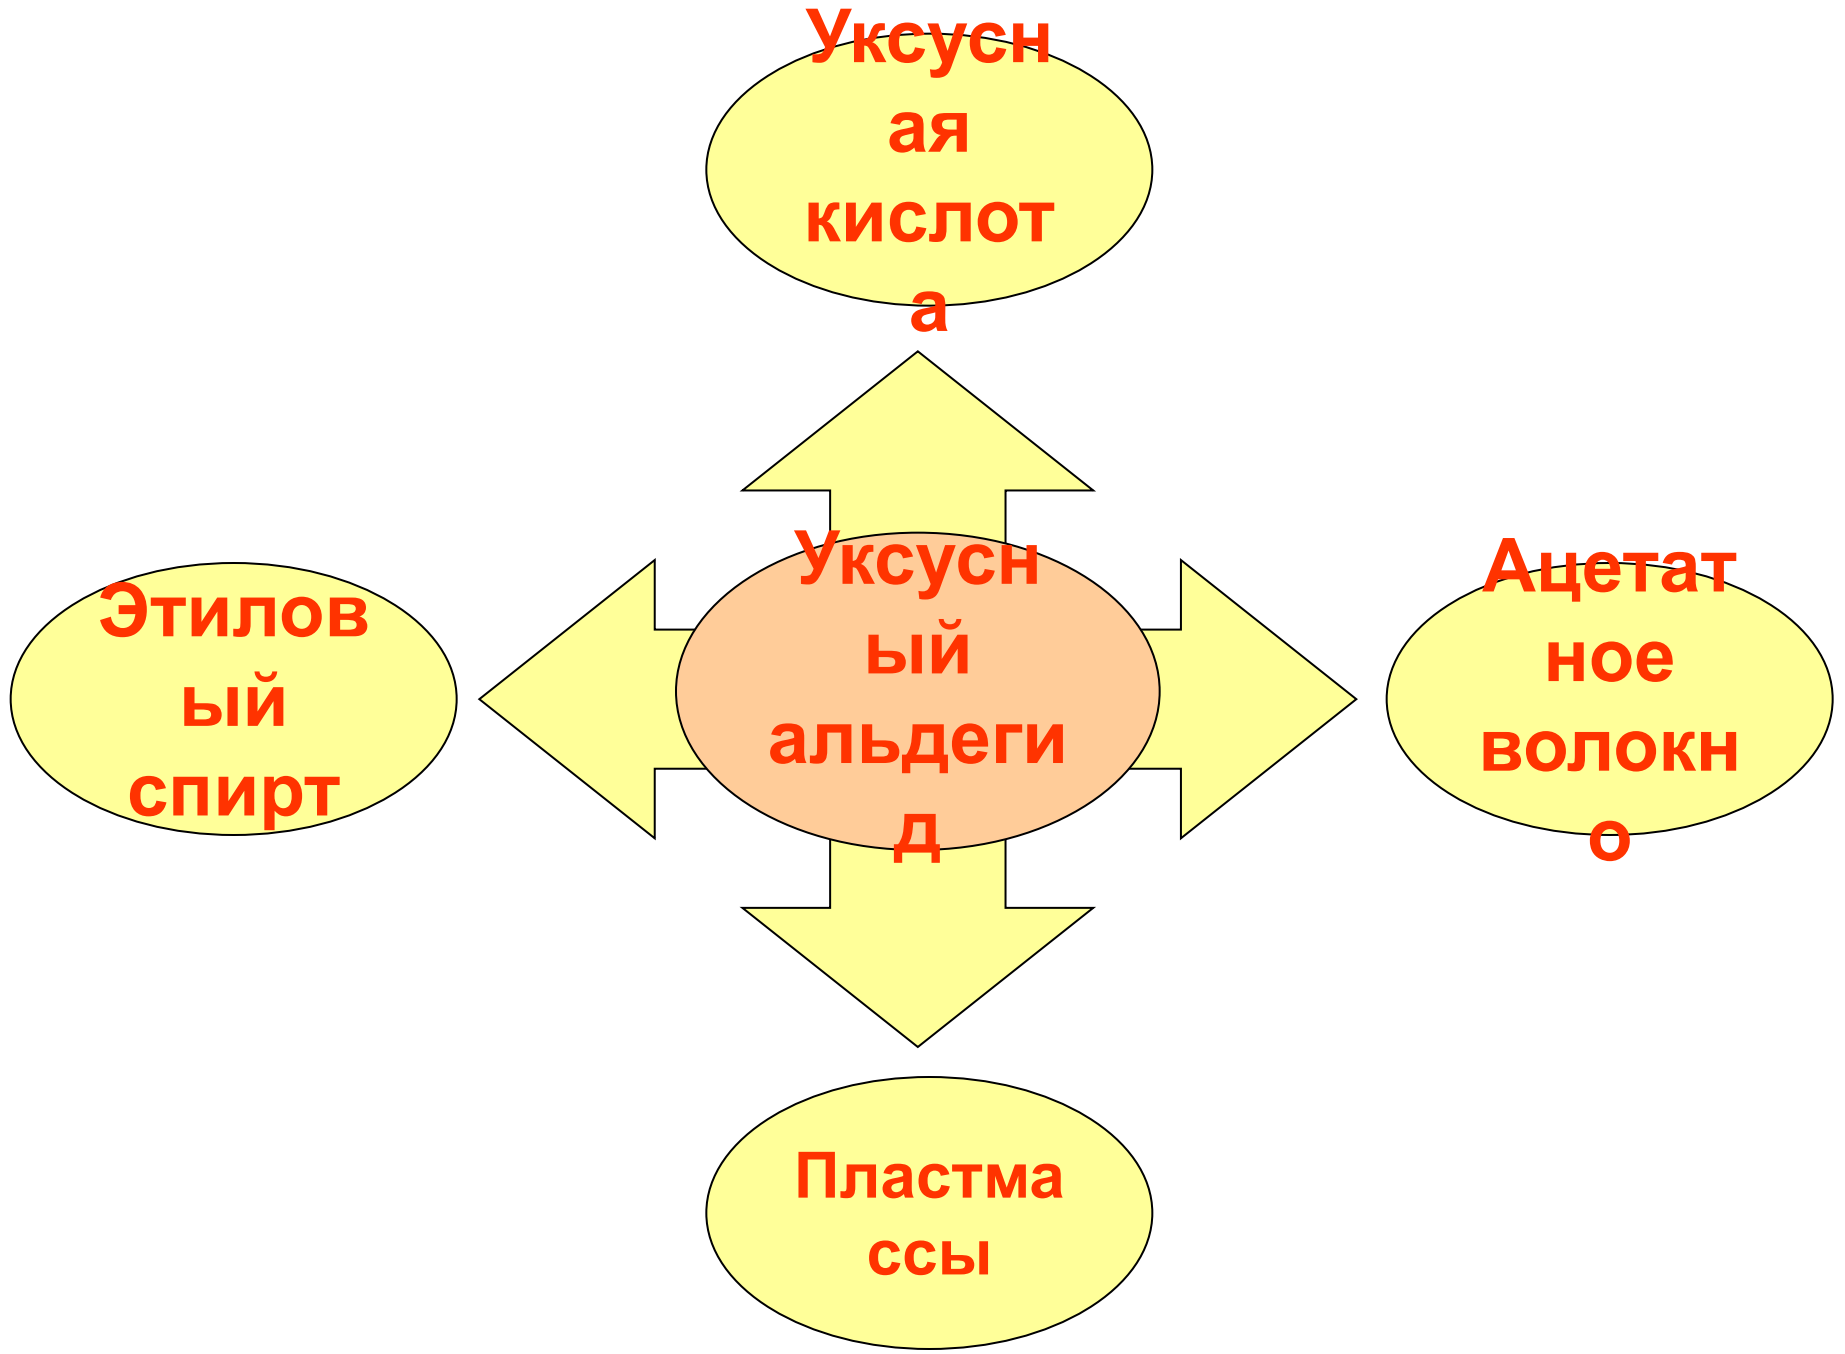 Уксусн
ая
кислот
а
Этилов
ый
спирт
Уксусн
ый
альдеги
д
Ацетат
ное
волокн
о
Пластма
ссы